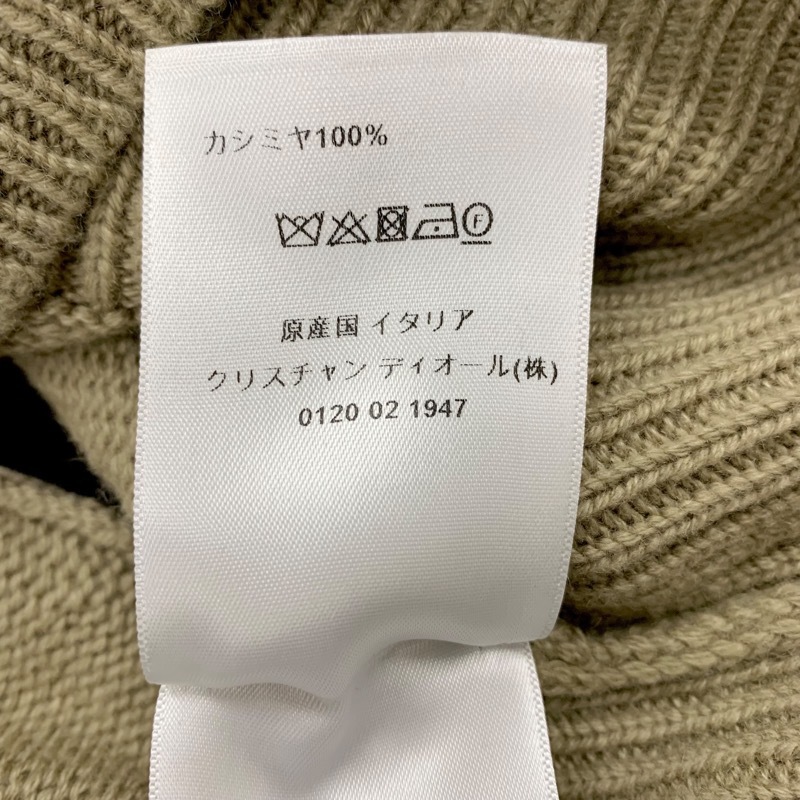 カシミヤ100%
F
原産国 イタリア
クリスチャン ディオール(株)
0120 02 1947